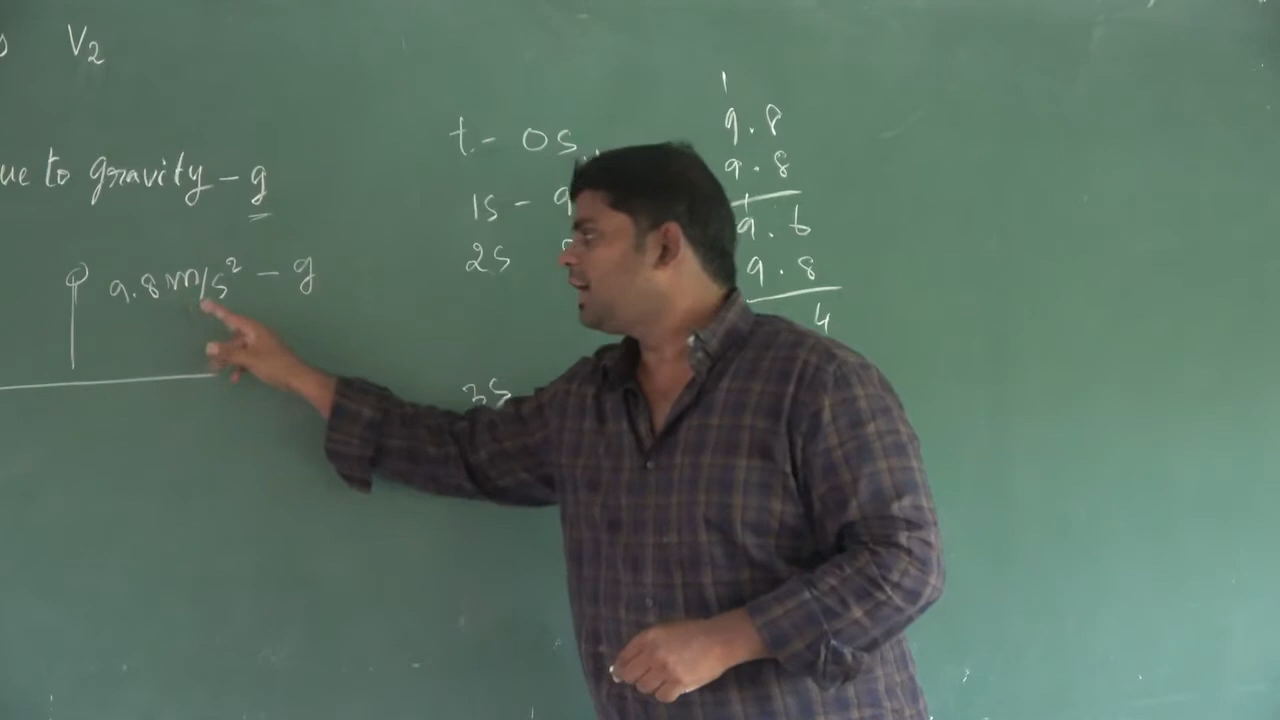 V2
ue to gravity - g
9.8 m/s² - g
t - 0s
1s - 9
2s
3s
1
9.8
9.8
1
9.6
9.8
4